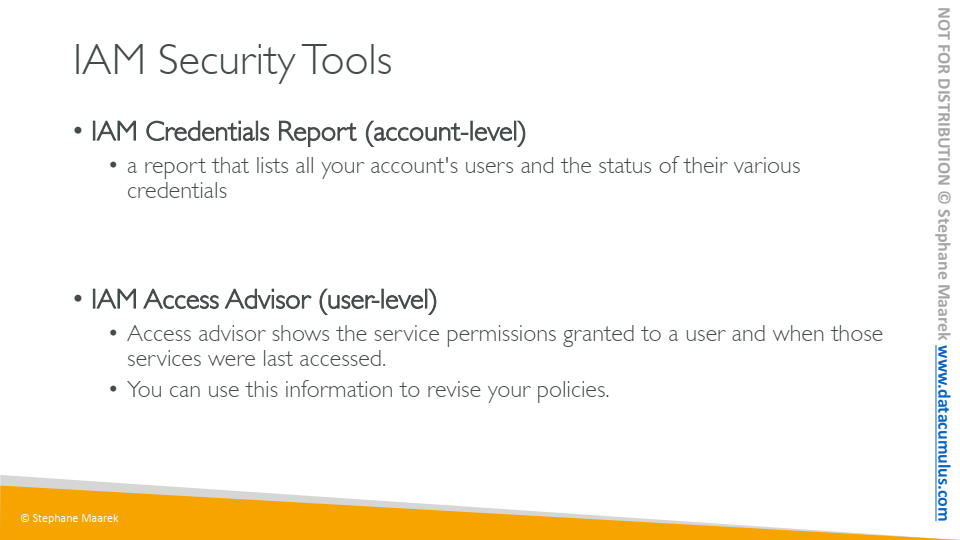 IAM Security Tools
• IAM Credentials Report (account-level)
• a report that lists all your account's users and the status of their various
credentials
• IAM Access Advisor (user-level)
• Access advisor shows the service permissions granted to a user and when those
services were last accessed.
• You can use this information to revise your policies.
© Stephane Maarek
NOT FOR DISTRIBUTION © Stephane Maarek www.datacumulus.com